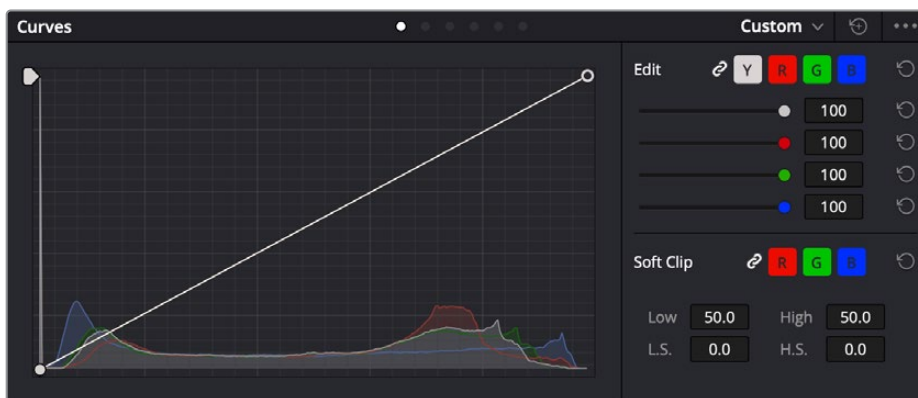 Curves
Custom
Edit Y R G B
100
100
100
100
Soft Clip R G B
Low 50.0 High 50.0
L.S. 0.0 H.S. 0.0